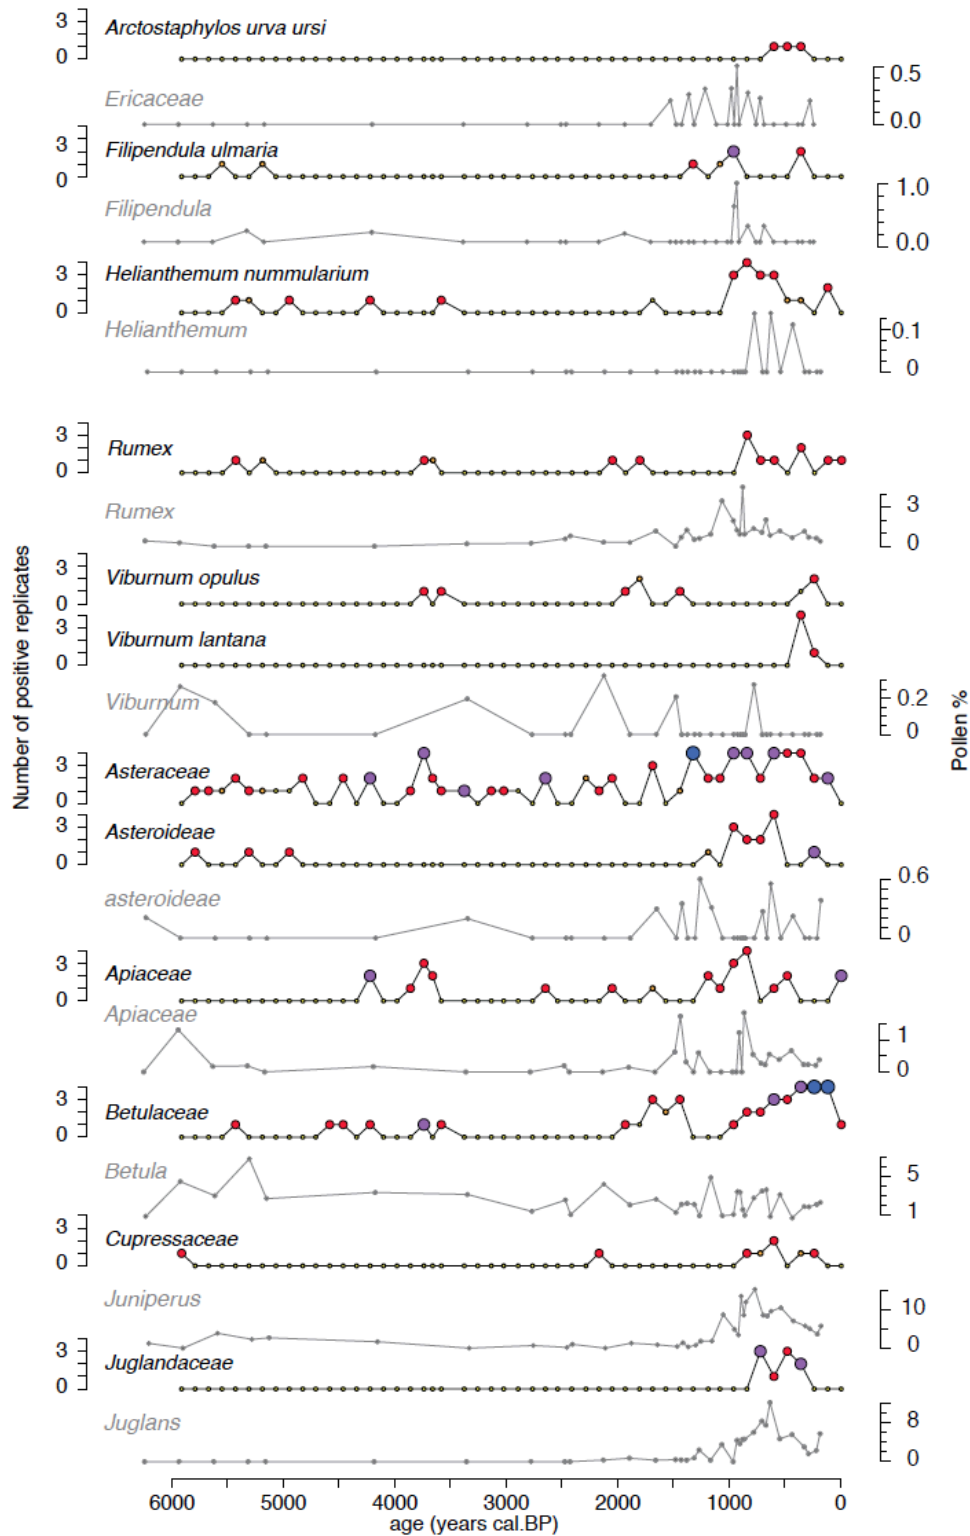 3
0
Arctostaphylos urva ursi
Ericaceae
0.5
0.0
3
0
Filipendula ulmaria
Filipendula
1.0
0.0
3
0
Helianthemum nummularium
Helianthemum
0.1
0
3
0
Rumex
Rumex
3
0
3
0
Viburnum opulus
3
0
Viburnum lantana
Viburnum
0.2
0
3
0
Asteraceae
3
0
Asteroideae
asteroideae
0.6
0
3
0
Apiaceae
Apiaceae
1
0
3
0
Betulaceae
Betula
5
1
3
0
Cupressaceae
Juniperus
10
0
3
0
Juglandaceae
Juglans
8
0
Number of positive replicates
Pollen %
6000 5000 4000 3000 2000 1000 0
age (years cal.BP)